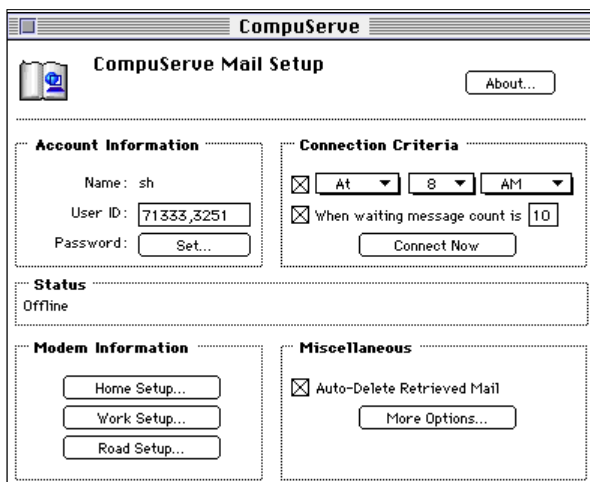 CompuServe
CompuServe Mail Setup
About...
Account Information
Name: sh
User ID: 71333,3251
Password: Set...
Connection Criteria
At 8 AM
When waiting message count is 10
Connect Now
Status
Offline
Modem Information
Home Setup...
Work Setup...
Road Setup...
Miscellaneous
Auto-Delete Retrieved Mail
More Options...